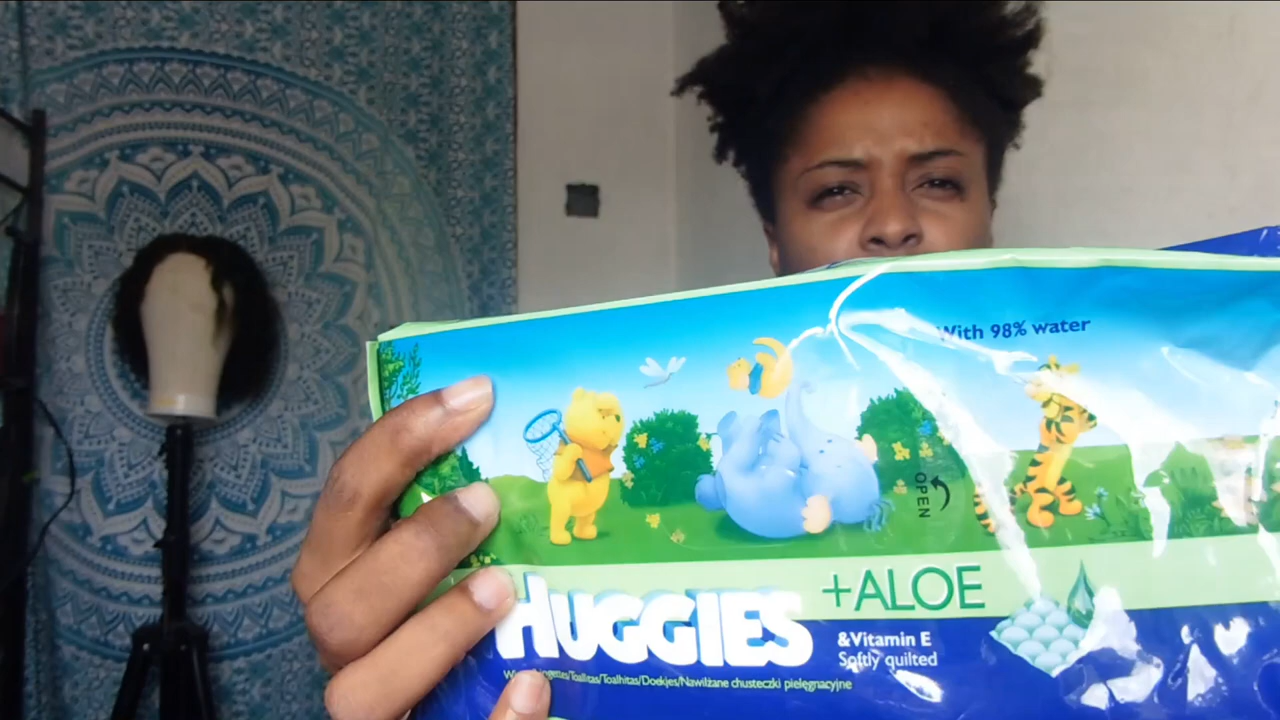 With 98% water
OPEN
HUGGIES
+ALOE
&Vitamin E
Softly quilted
/Toallitas/Toalhitas/Doekjes/Nawilżane chusteczki pielęgnacyjne